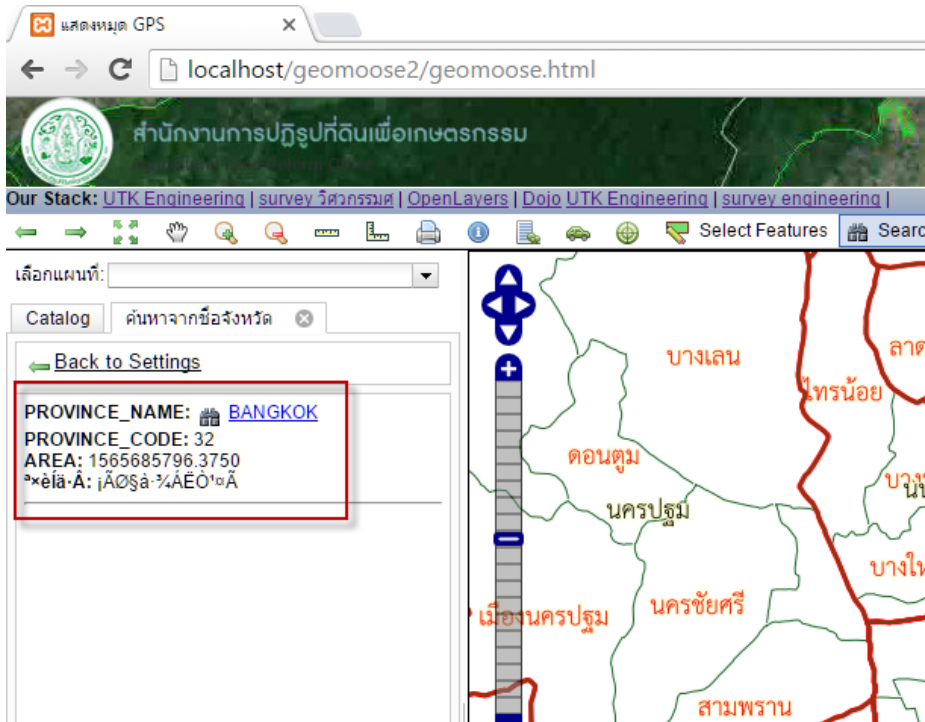 แสดงหมุด GPS
localhost/geomoose2/geomoose.html
สำนักงานการปฏิรูปที่ดินเพื่อเกษตรกรรม
Our Stack: UTK Engineering | survey วิศวกรรมศ | OpenLayers | Dojo UTK Engineering | survey engineering |
Select Features Searc
เลือกแผนที่:
Catalog ค้นหาจากชื่อจังหวัด
Back to Settings
PROVINCE_NAME: BANGKOK
PROVINCE_CODE: 32
AREA: 1565685796.3750
ª×èÍä·Â: ¡ÃØ§à·¾ÁËÒ¹¤Ã
บางเลน
ลาด
ไทรน้อย
ดอนตูม
นครปฐม
บางใ
นครชัยศรี
เมืองนครปฐม
สามพราน